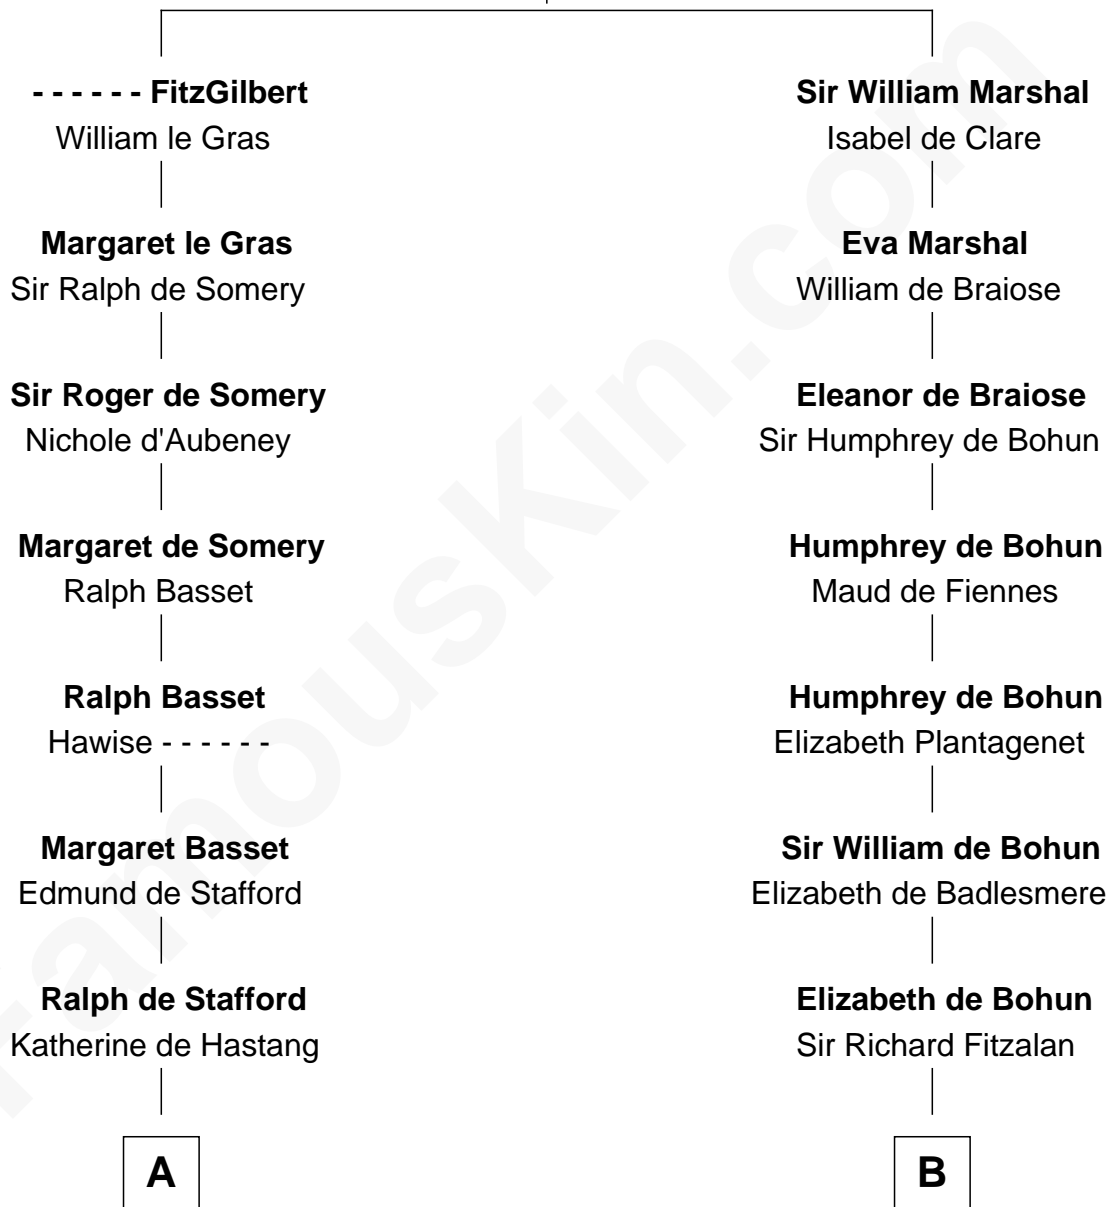 - - - - - - FitzGilbert
William le Gras
Margaret le Gras
Sir Ralph de Somery
Sir Roger de Somery
Nichole d'Aubeney
Margaret de Somery
Ralph Basset
Ralph Basset
Hawise - - - - - -
Margaret Basset
Edmund de Stafford
Ralph de Stafford
Katherine de Hastang
A
Sir William Marshal
Isabel de Clare
Eva Marshal
William de Braiose
Eleanor de Braiose
Sir Humphrey de Bohun
Humphrey de Bohun
Maud de Fiennes
Humphrey de Bohun
Elizabeth Plantagenet
Sir William de Bohun
Elizabeth de Badlesmere
Elizabeth de Bohun
Sir Richard Fitzalan
B
FamousKin.com